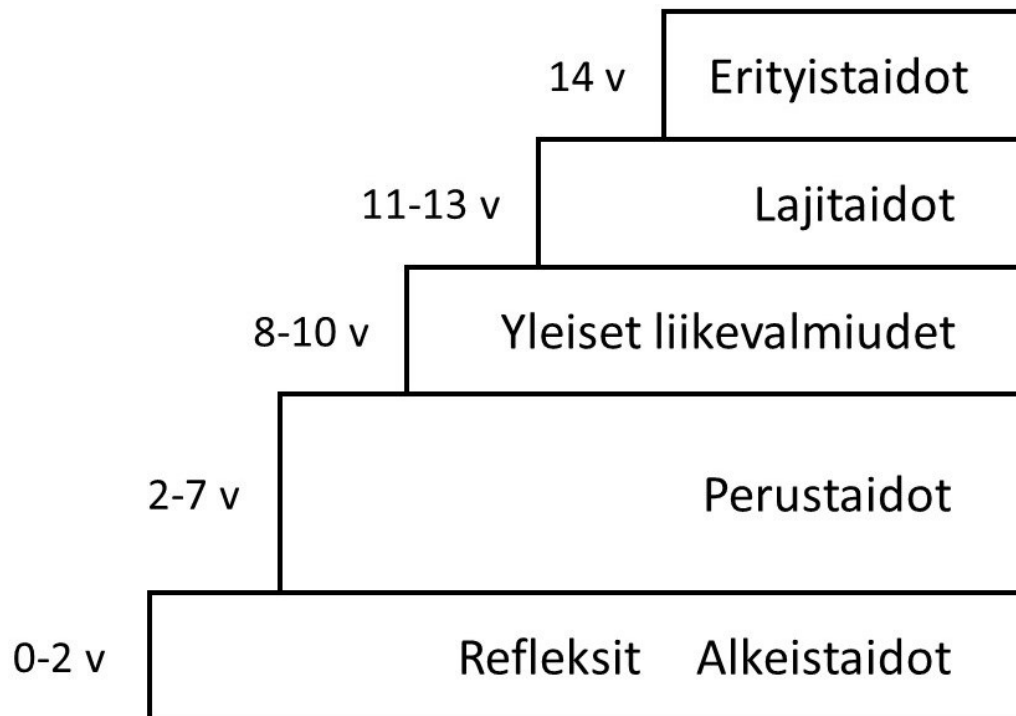 14 v Erityistaidot
11-13 v Lajitaidot
8-10 v Yleiset liikevalmiudet
2-7 v Perustaidot
0-2 v Refleksit Alkeistaidot